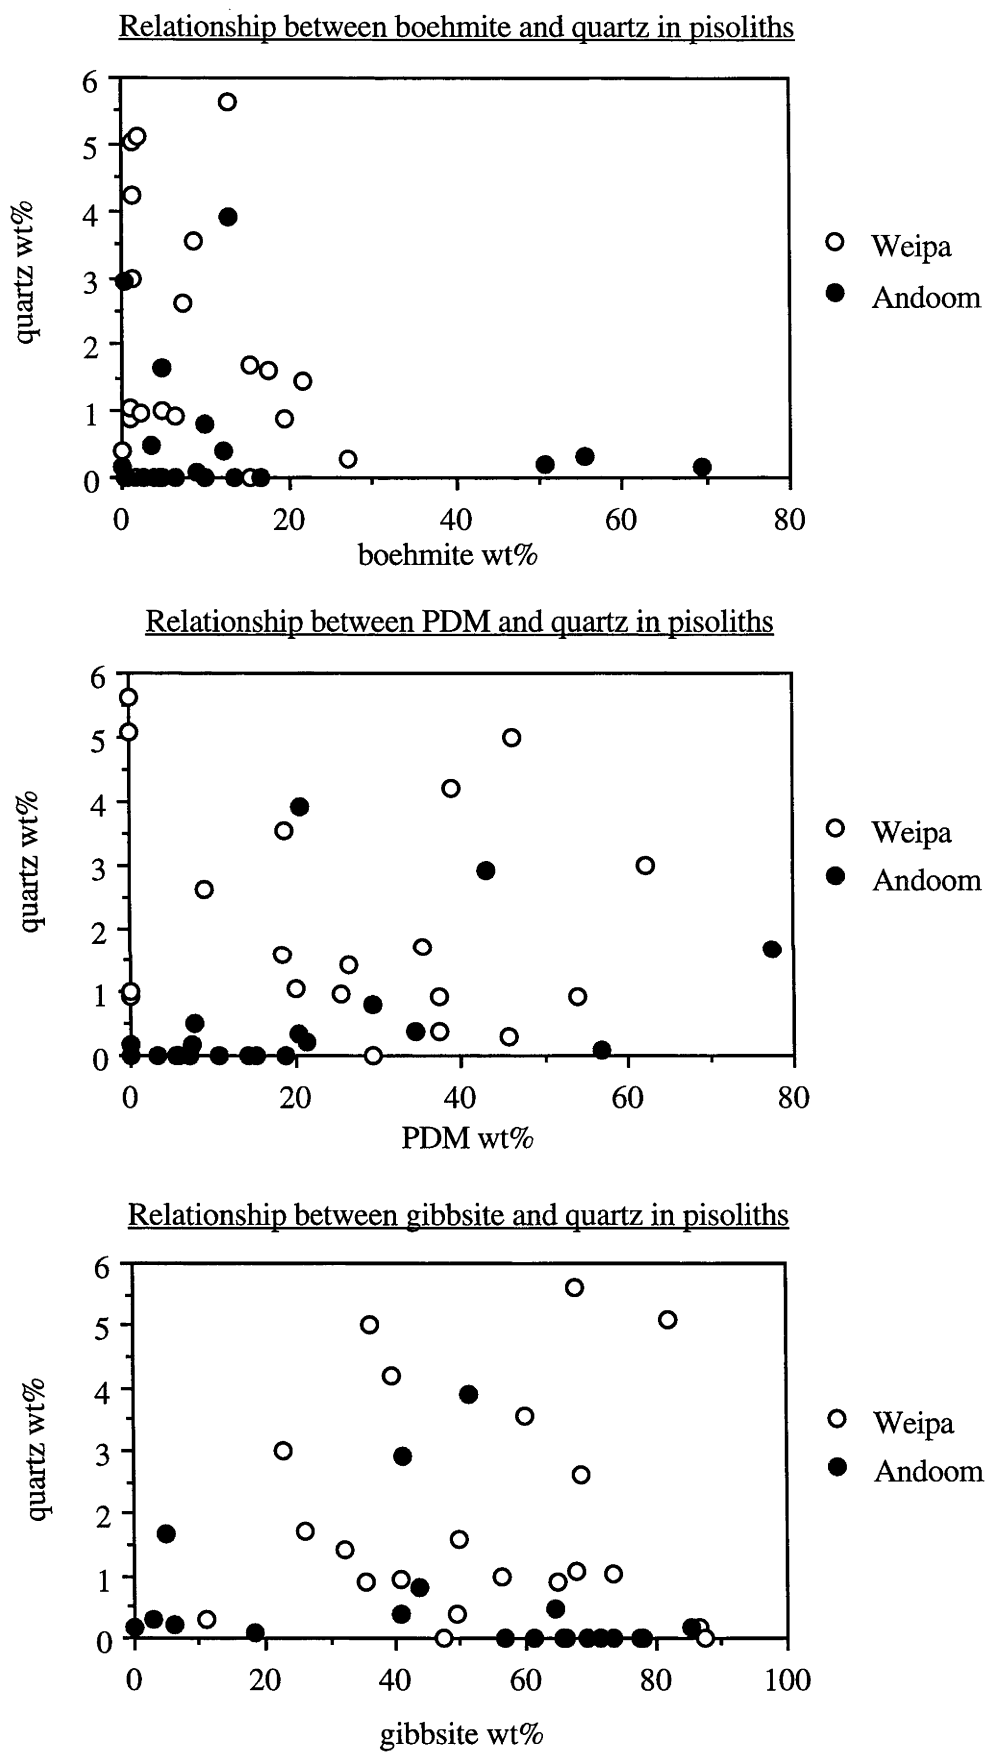 Relationship between boehmite and quartz in pisoliths
6
5
4
3
2
1
0
quartz wt%
0 20 40 60 80
boehmite wt%
Weipa
Andoom
Relationship between PDM and quartz in pisoliths
6
5
4
3
2
1
0
quartz wt%
0 20 40 60 80
PDM wt%
Weipa
Andoom
Relationship between gibbsite and quartz in pisoliths
6
5
4
3
2
1
0
quartz wt%
0 20 40 60 80 100
gibbsite wt%
Weipa
Andoom